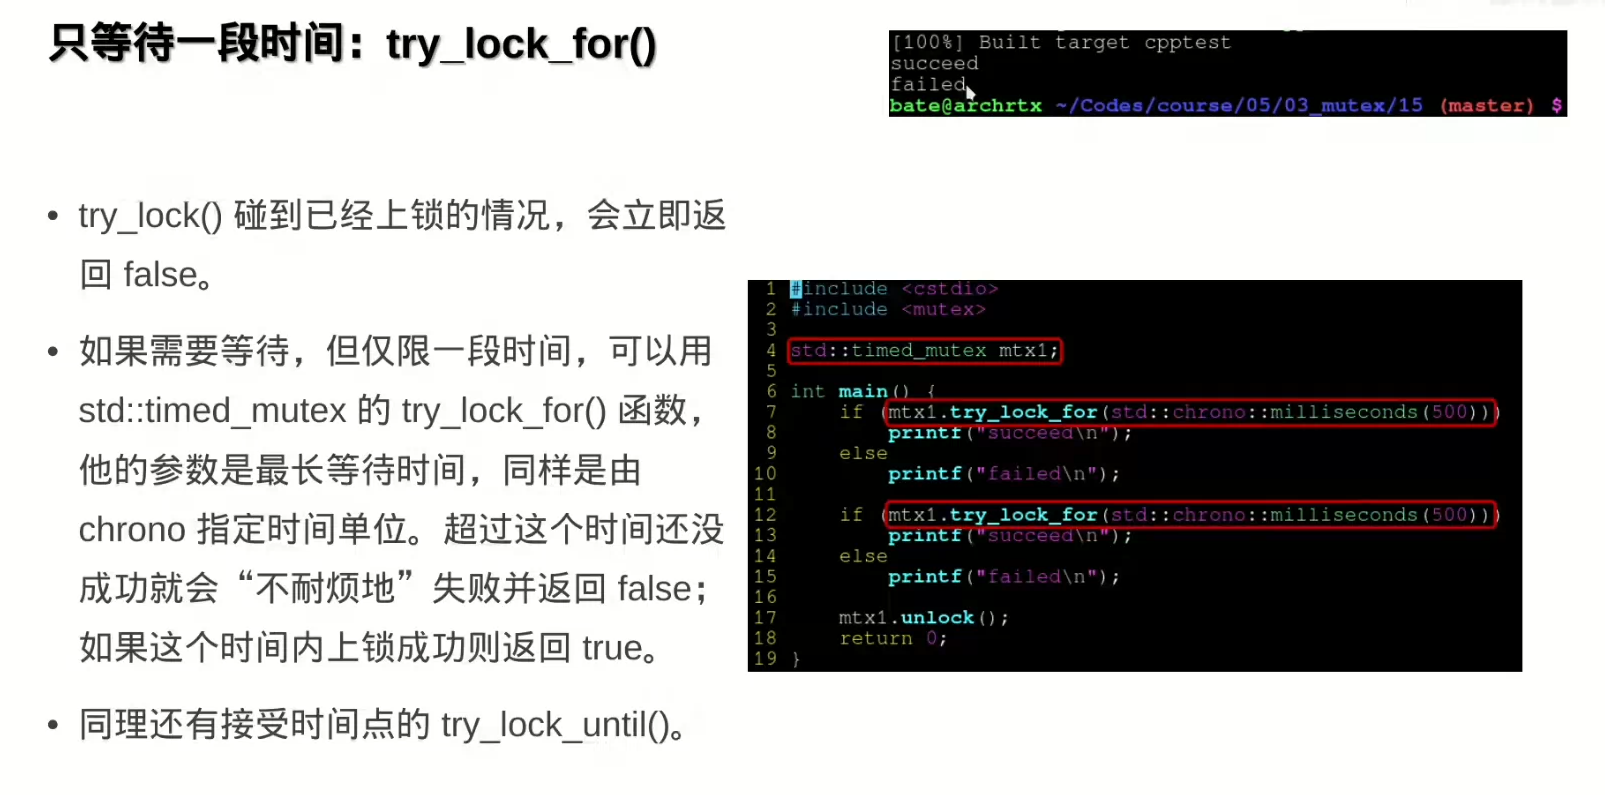 只等待一段时间：try_lock_for()
[100%] Built target cpptest
succeed
failed
bate@archrtx ~/Codes/course/05/03_mutex/15 (master) $
• try_lock() 碰到已经上锁的情况，会立即返
回 false。
• 如果需要等待，但仅限一段时间，可以用
std::timed_mutex 的 try_lock_for() 函数，
他的参数是最长等待时间，同样是由
chrono 指定时间单位。超过这个时间还没
成功就会“不耐烦地”失败并返回 false；
如果这个时间内上锁成功则返回 true。
• 同理还有接受时间点的 try_lock_until()。
1 #include <cstdio>
2 #include <mutex>
3
4 std::timed_mutex mtx1;
5
6 int main() {
7     if (mtx1.try_lock_for(std::chrono::milliseconds(500)))
8         printf("succeed\n");
9     else
10         printf("failed\n");
11
12     if (mtx1.try_lock_for(std::chrono::milliseconds(500)))
13         printf("succeed\n");
14     else
15         printf("failed\n");
16
17     mtx1.unlock();
18     return 0;
19 }